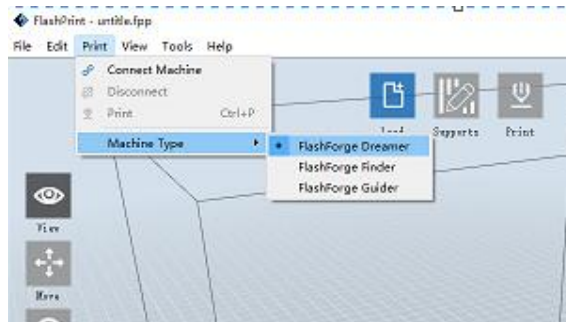 FlashPrint - untitle.fpp
File Edit Print View Tools Help
Connect Machine
Disconnect
Print Ctrl+P
Machine Type
FlashForge Dreamer
FlashForge Finder
FlashForge Guider
Load Supports Print
View
Move